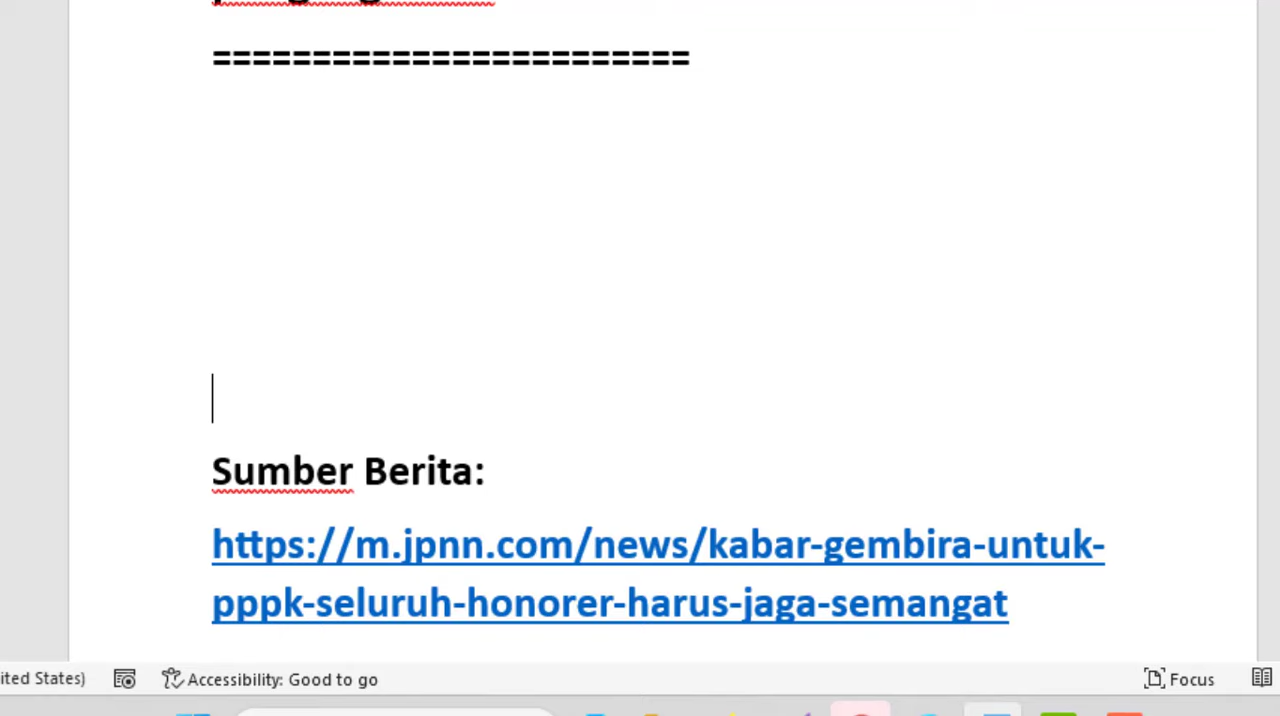 ========================
Sumber Berita:
https://m.jpnn.com/news/kabar-gembira-untuk-
pppk-seluruh-honorer-harus-jaga-semangat
ited States) Accessibility: Good to go Focus